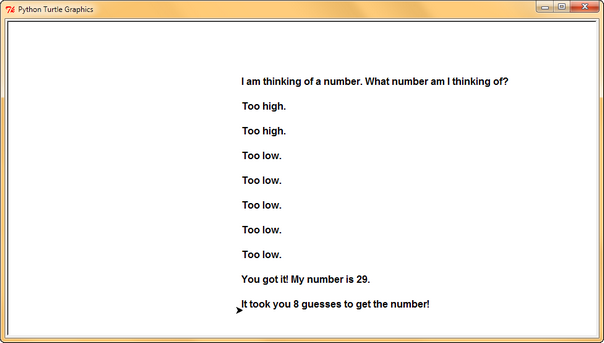 Python Turtle Graphics
I am thinking of a number. What number am I thinking of?
Too high.
Too high.
Too low.
Too low.
Too low.
Too low.
Too low.
You got it! My number is 29.
It took you 8 guesses to get the number!